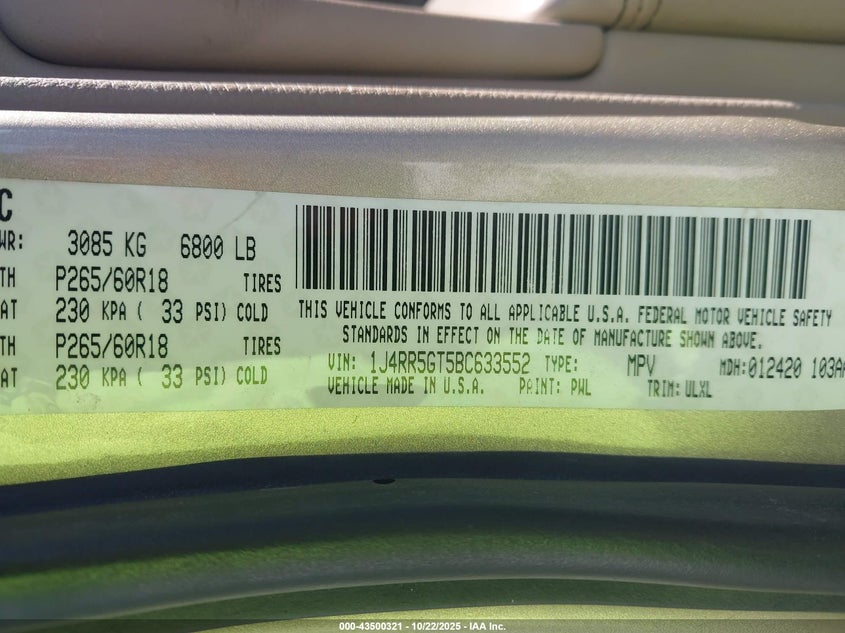 C
WR: 3085 KG 6800 LB
TH P265/60R18 TIRES
AT 230 KPA ( 33 PSI) COLD
TH P265/60R18 TIRES
AT 230 KPA ( 33 PSI) COLD
THIS VEHICLE CONFORMS TO ALL APPLICABLE U.S.A. FEDERAL MOTOR VEHICLE SAFETY
STANDARDS IN EFFECT ON THE DATE OF MANUFACTURE SHOWN ABOVE.
VIN: 1J4RR5GT5BC633552 TYPE: MPV MDH:012420 103AA
VEHICLE MADE IN U.S.A. PAINT: PWL TRIM: ULXL
000-43500321 | 10/22/2025 - IAA Inc.